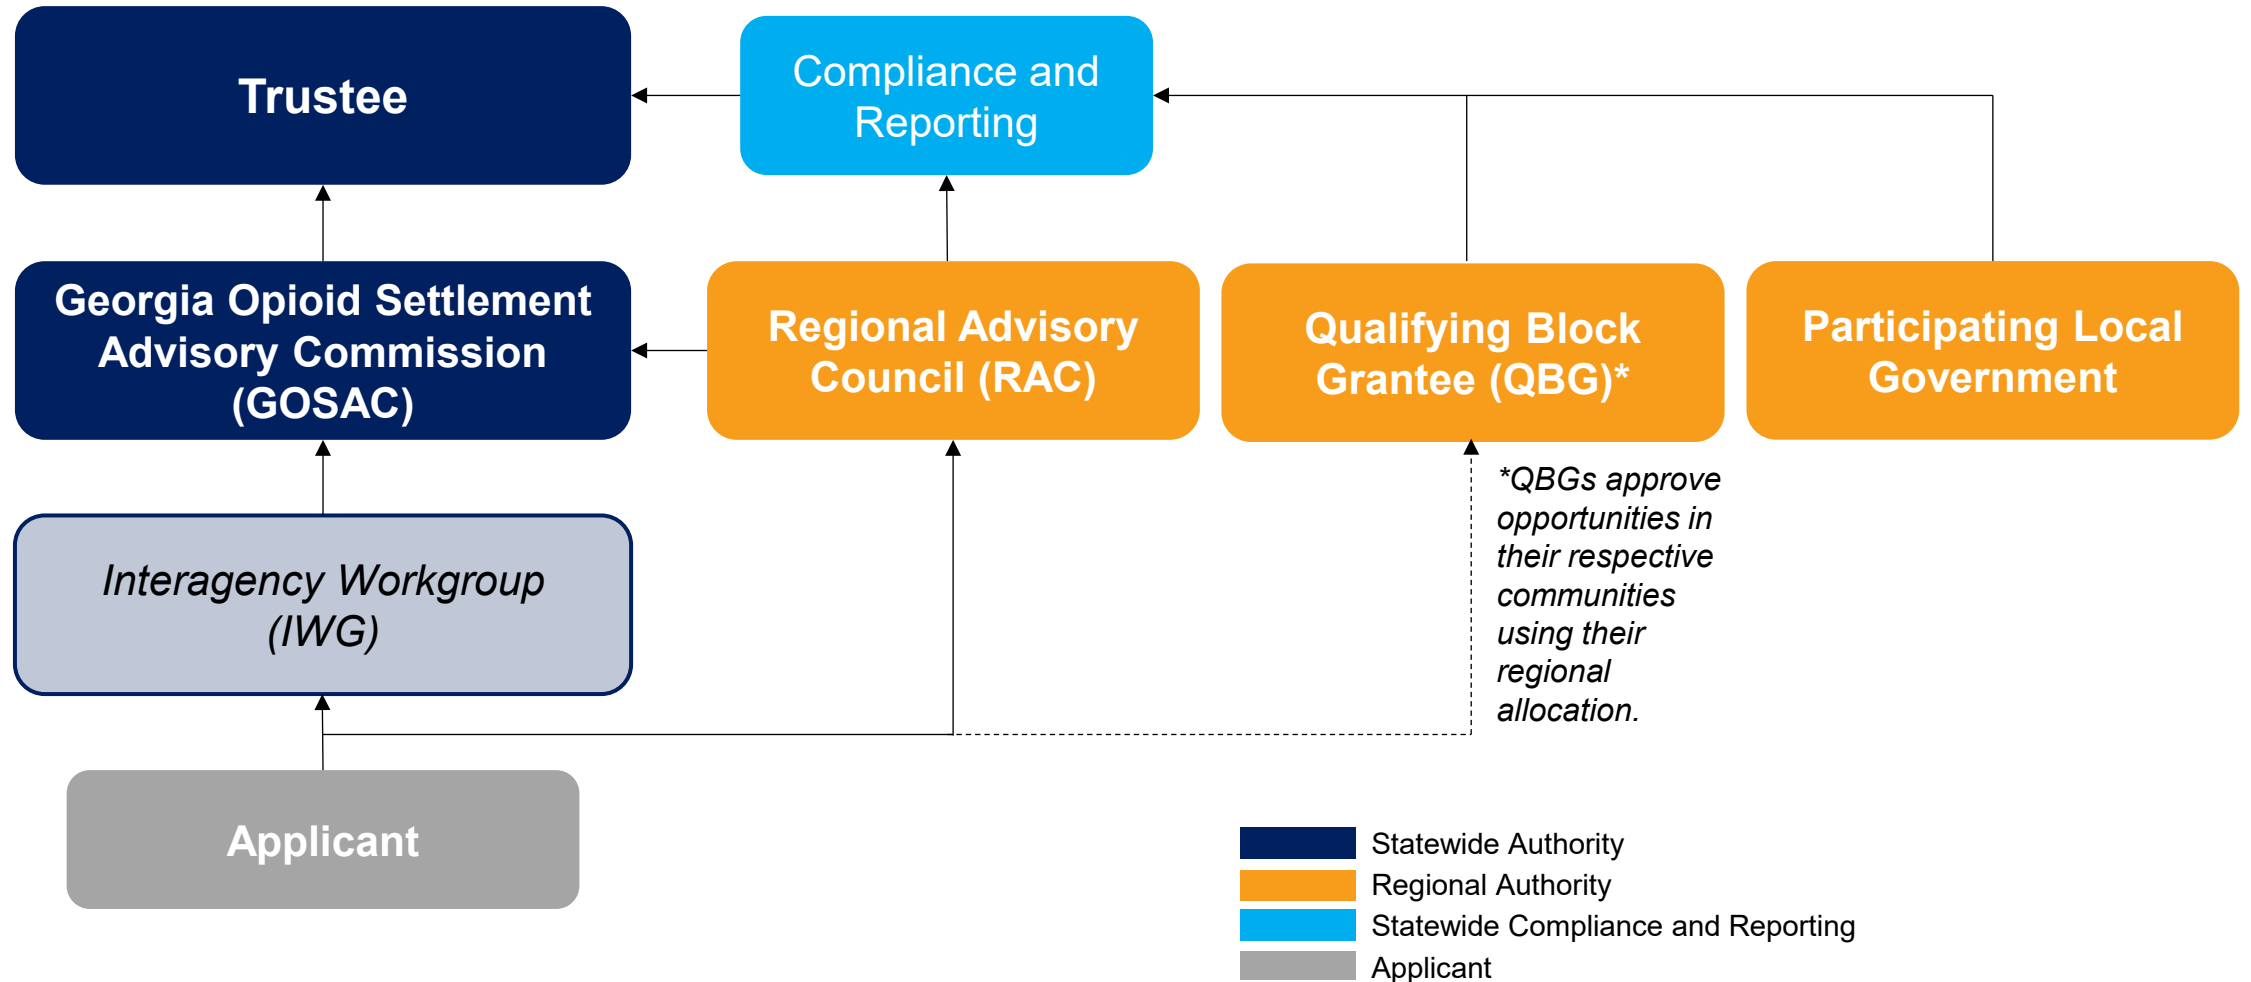 Trustee
Compliance and
Reporting
Georgia Opioid Settlement
Advisory Commission
(GOSAC)
Regional Advisory
Council (RAC)
Qualifying Block
Grantee (QBG)*
Participating Local
Government
*QBGs approve
opportunities in
their respective
communities
using their
regional
allocation.
Interagency Workgroup
(IWG)
Applicant
Statewide Authority
Regional Authority
Statewide Compliance and Reporting
Applicant